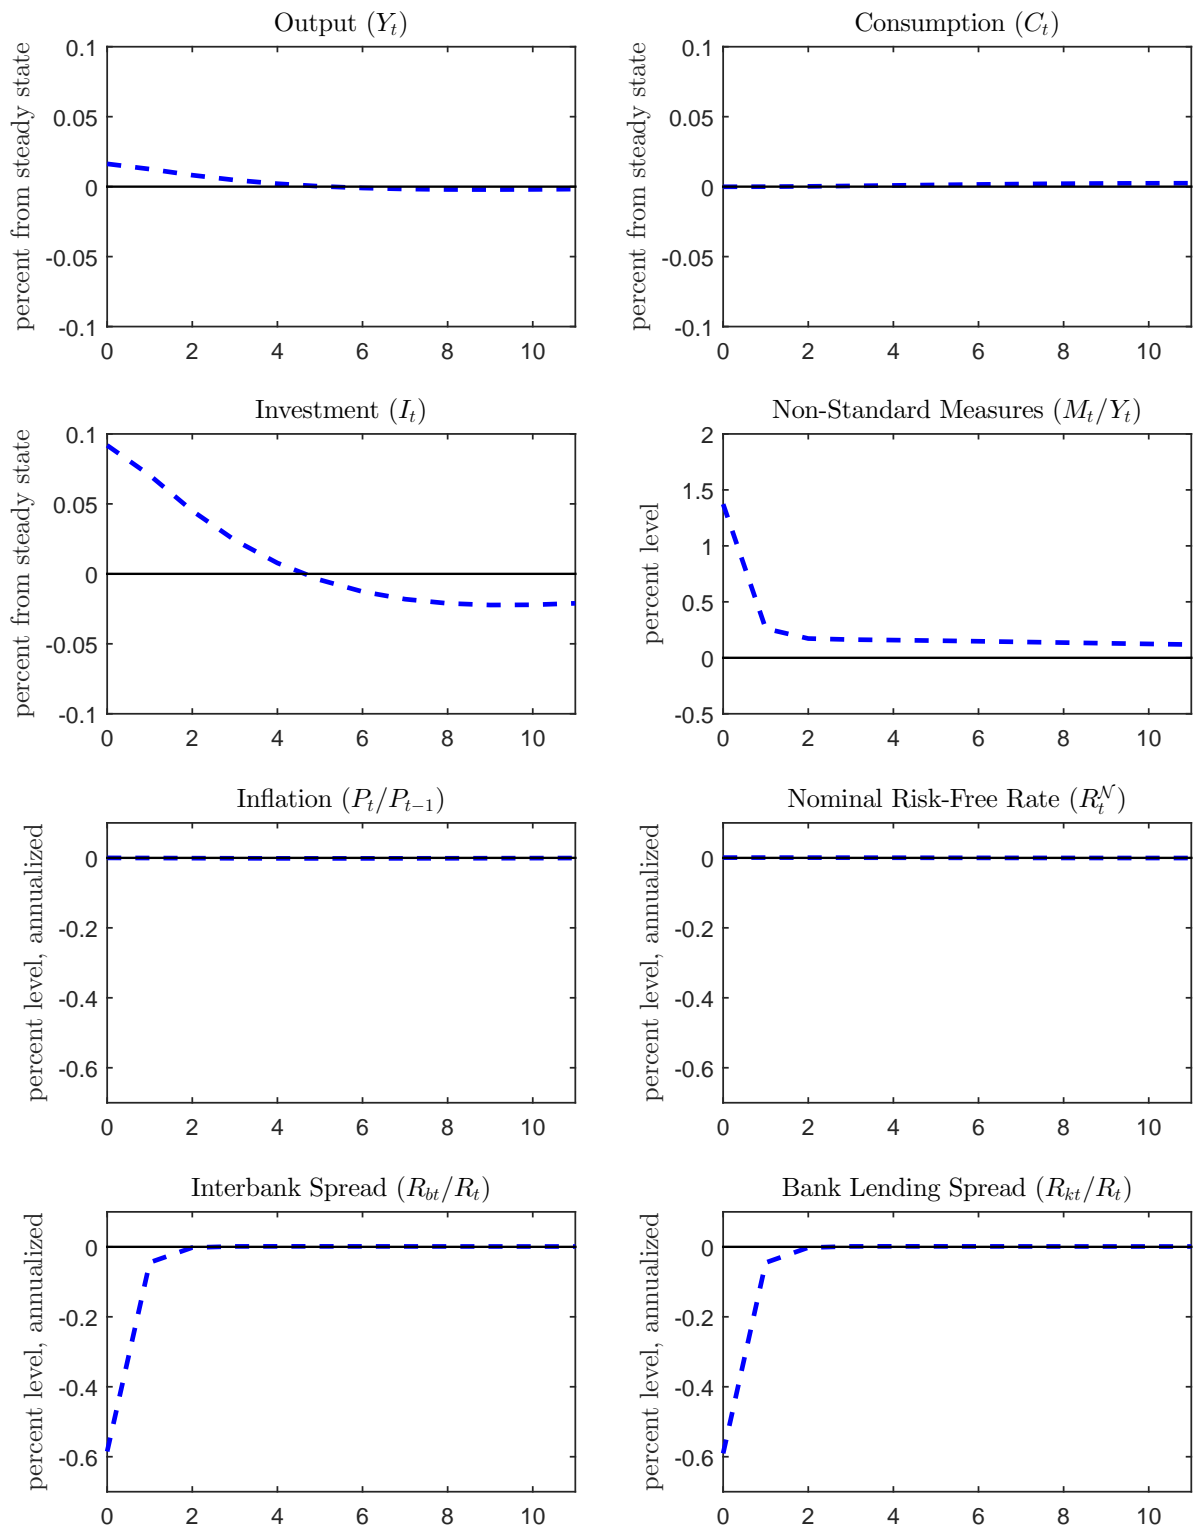 Output (Y_t)
percent from steady state
0.1
0.05
0
-0.05
-0.1
0 2 4 6 8 10
Consumption (C_t)
percent from steady state
0.1
0.05
0
-0.05
-0.1
0 2 4 6 8 10
Investment (I_t)
percent from steady state
0.1
0.05
0
-0.05
-0.1
0 2 4 6 8 10
Non-Standard Measures (M_t/Y_t)
percent level
2
1.5
1
0.5
0
-0.5
0 2 4 6 8 10
Inflation (P_t/P_{t−1})
percent level, annualized
0
-0.2
-0.4
-0.6
0 2 4 6 8 10
Nominal Risk-Free Rate (R_t^𝒩)
percent level, annualized
0
-0.2
-0.4
-0.6
0 2 4 6 8 10
Interbank Spread (R_{bt}/R_t)
percent level, annualized
0
-0.2
-0.4
-0.6
0 2 4 6 8 10
Bank Lending Spread (R_{kt}/R_t)
percent level, annualized
0
-0.2
-0.4
-0.6
0 2 4 6 8 10